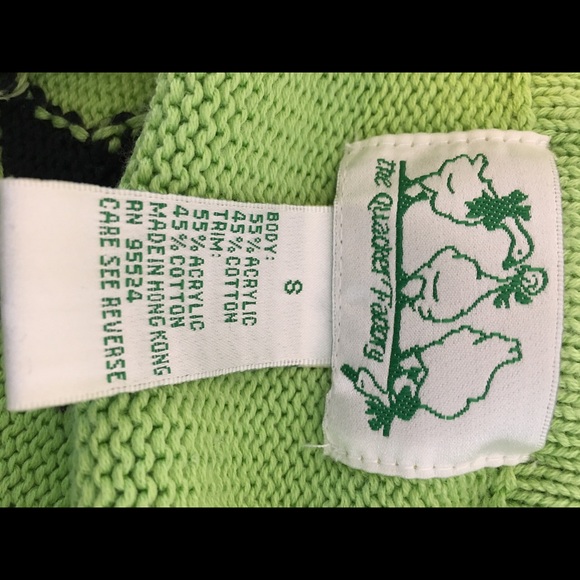 the Quacker Factory
S
BODY:
55% ACRYLIC
45% COTTON
TRIM:
55% ACRYLIC
45% COTTON
MADE IN HONG KONG
RN 95524
CARE SEE REVERSE